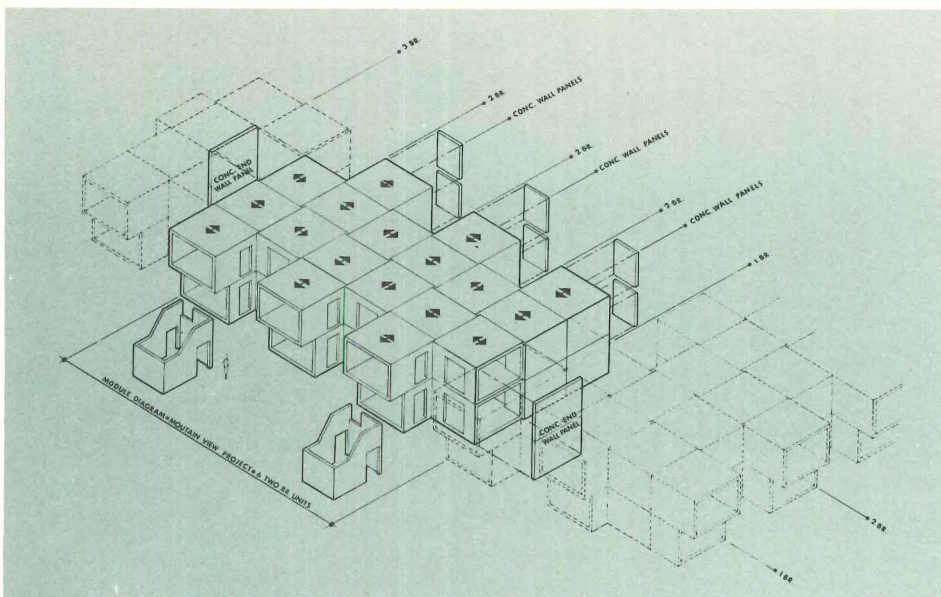 3 BR.
2 BR.
CONC. WALL PANELS
2 BR.
CONC. WALL PANELS
2 BR.
CONC. WALL PANELS
1 BR
CONC. END
WALL PANEL
MODULE DIAGRAM•MOUTAIN VIEW PROJECT•6 TWO BR. UNITS
CONC. END
WALL PANEL
2 BR.
1 BR.